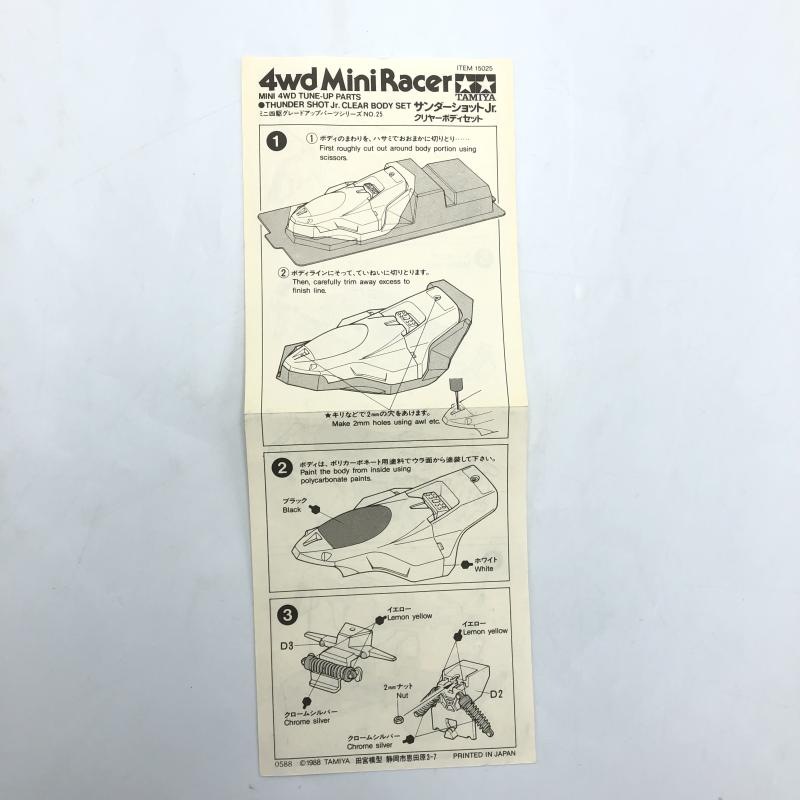 ITEM 15025
4wd Mini Racer TAMIYA
MINI 4WD TUNE-UP PARTS
●THUNDER SHOT Jr. CLEAR BODY SET サンダーショットJr.
ミニ四駆グレードアップパーツシリーズ NO.25 クリヤーボディセット
1
① ボディのまわりを、ハサミでおおまかに切りとり……
First roughly cut out around body portion using
scissors.
② ボディラインにそって、ていねいに切りとります。
Then, carefully trim away excess to
finish line.
★キリなどで2mmの穴をあけます。
Make 2mm holes using awl etc.
2
ボディは、ポリカーボネート用塗料でウラ面から塗装して下さい。
Paint the body from inside using
polycarbonate paints.
ブラック
Black
ホワイト
White
3
イエロー
Lemon yellow
D3
クロームシルバー
Chrome silver
イエロー
Lemon yellow
2mmナット
Nut
D2
クロームシルバー
Chrome silver
0588 ©1988 TAMIYA 田宮模型 静岡市恩田原3-7 PRINTED IN JAPAN